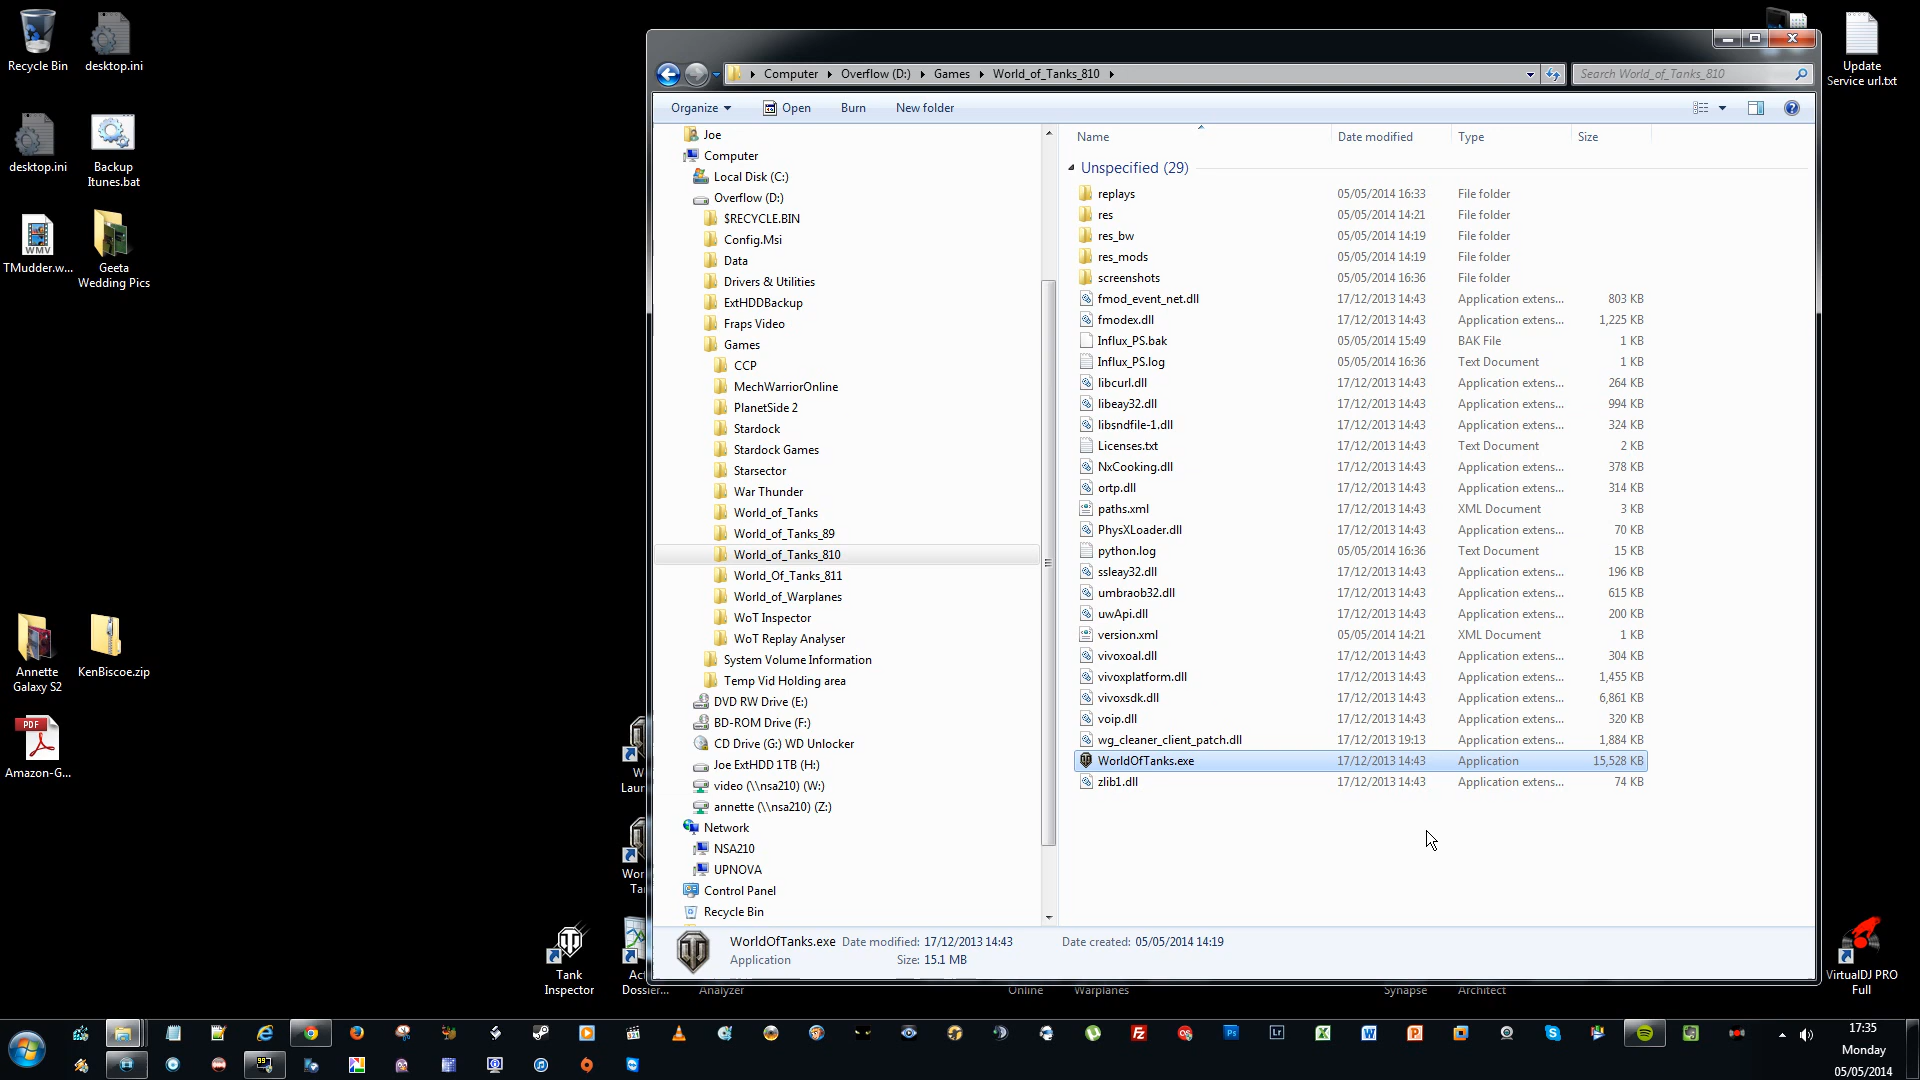 Recycle Bin
desktop.ini
desktop.ini
Backup
Itunes.bat
WMV
TMudder.w...
Geeta
Wedding Pics
Annette
Galaxy S2
KenBiscoe.zip
PDF
Amazon-G...
Tank
Inspector
Dossier...
Analyzer
Online
Warplanes
Synapse
Architect
Update
Service url.txt
VirtualDJ PRO
Full
Computer
Overflow (D:)
Games
World_of_Tanks_810
Search World_of_Tanks_810
Organize
Open
Burn
New folder
Joe
Computer
Local Disk (C:)
Overflow (D:)
$RECYCLE.BIN
Config.Msi
Data
Drivers & Utilities
ExtHDDBackup
Fraps Video
Games
CCP
MechWarriorOnline
PlanetSide 2
Stardock
Stardock Games
Starsector
War Thunder
World_of_Tanks
World_of_Tanks_89
World_of_Tanks_810
World_Of_Tanks_811
World_of_Warplanes
WoT Inspector
WoT Replay Analyser
System Volume Information
Temp Vid Holding area
DVD RW Drive (E:)
BD-ROM Drive (F:)
CD Drive (G:) WD Unlocker
Joe ExtHDD 1TB (H:)
video (\\nsa210) (W:)
annette (\\nsa210) (Z:)
Network
NSA210
UPNOVA
Control Panel
Recycle Bin
Name Date modified Type Size
Unspecified (29)
replays 05/05/2014 16:33 File folder
res 05/05/2014 14:21 File folder
res_bw 05/05/2014 14:19 File folder
res_mods 05/05/2014 14:19 File folder
screenshots 05/05/2014 16:36 File folder
fmod_event_net.dll 17/12/2013 14:43 Application extens... 803 KB
fmodex.dll 17/12/2013 14:43 Application extens... 1,225 KB
Influx_PS.bak 05/05/2014 15:49 BAK File 1 KB
Influx_PS.log 05/05/2014 16:36 Text Document 1 KB
libcurl.dll 17/12/2013 14:43 Application extens... 264 KB
libeay32.dll 17/12/2013 14:43 Application extens... 994 KB
libsndfile-1.dll 17/12/2013 14:43 Application extens... 324 KB
Licenses.txt 17/12/2013 14:43 Text Document 2 KB
NxCooking.dll 17/12/2013 14:43 Application extens... 378 KB
ortp.dll 17/12/2013 14:43 Application extens... 314 KB
paths.xml 17/12/2013 14:43 XML Document 3 KB
PhysXLoader.dll 17/12/2013 14:43 Application extens... 70 KB
python.log 05/05/2014 16:36 Text Document 15 KB
ssleay32.dll 17/12/2013 14:43 Application extens... 196 KB
umbraob32.dll 17/12/2013 14:43 Application extens... 615 KB
uwApi.dll 17/12/2013 14:43 Application extens... 200 KB
version.xml 05/05/2014 14:21 XML Document 1 KB
vivoxoal.dll 17/12/2013 14:43 Application extens... 304 KB
vivoxplatform.dll 17/12/2013 14:43 Application extens... 1,455 KB
vivoxsdk.dll 17/12/2013 14:43 Application extens... 6,861 KB
voip.dll 17/12/2013 14:43 Application extens... 320 KB
wg_cleaner_client_patch.dll 17/12/2013 19:13 Application extens... 1,884 KB
WorldOfTanks.exe 17/12/2013 14:43 Application 15,528 KB
zlib1.dll 17/12/2013 14:43 Application extens... 74 KB
WorldOfTanks.exe Date modified: 17/12/2013 14:43 Date created: 05/05/2014 14:19
Application Size: 15.1 MB
17:35
Monday
05/05/2014